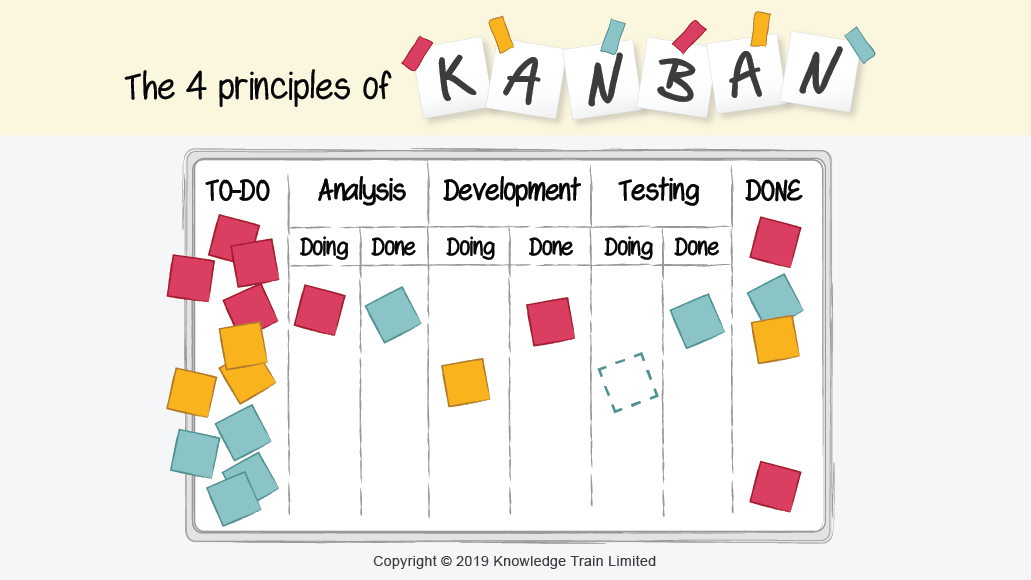 The 4 principles of KANBAN
TO-DO Analysis Development Testing DONE
Doing Done Doing Done Doing Done
Copyright © 2019 Knowledge Train Limited